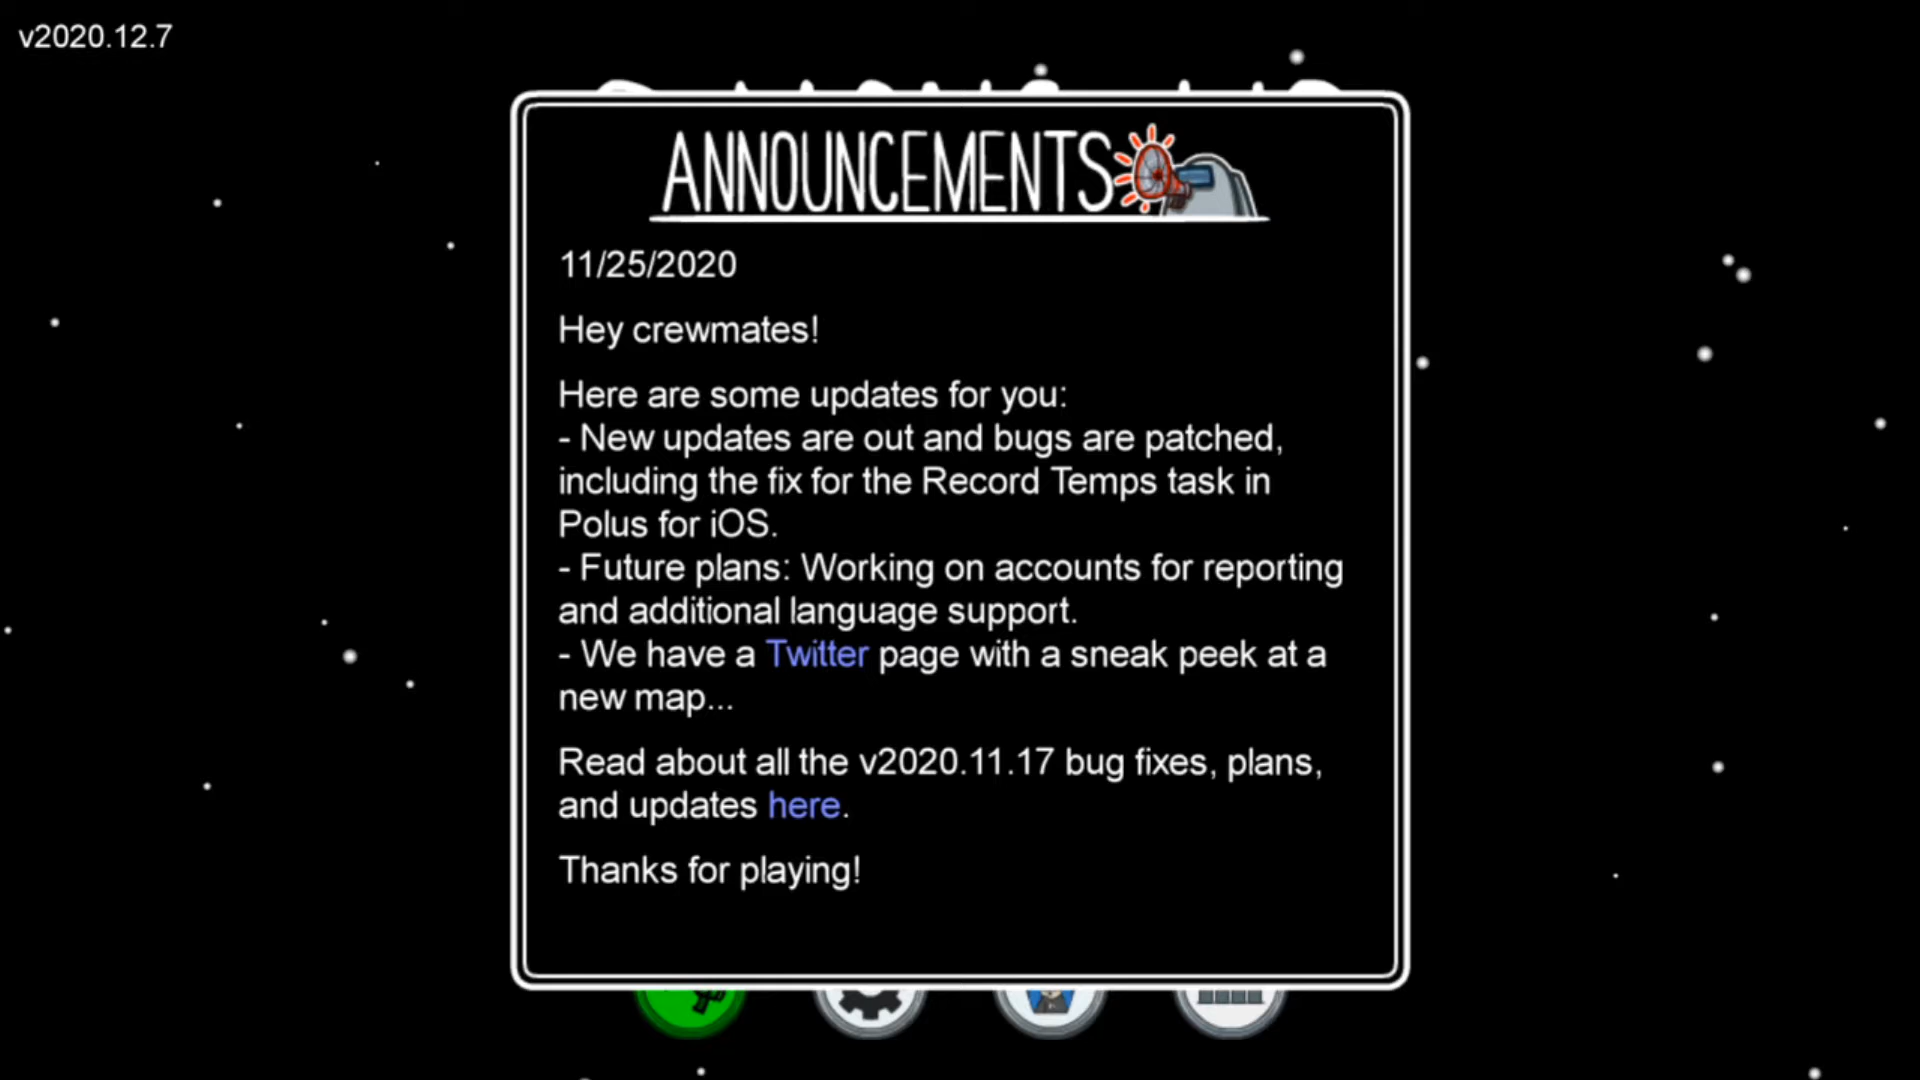 v2020.12.7
ANNOUNCEMENTS
11/25/2020
Hey crewmates!
Here are some updates for you:
- New updates are out and bugs are patched,
including the fix for the Record Temps task in
Polus for iOS.
- Future plans: Working on accounts for reporting
and additional language support.
- We have a Twitter page with a sneak peek at a
new map...
Read about all the v2020.11.17 bug fixes, plans,
and updates here.
Thanks for playing!